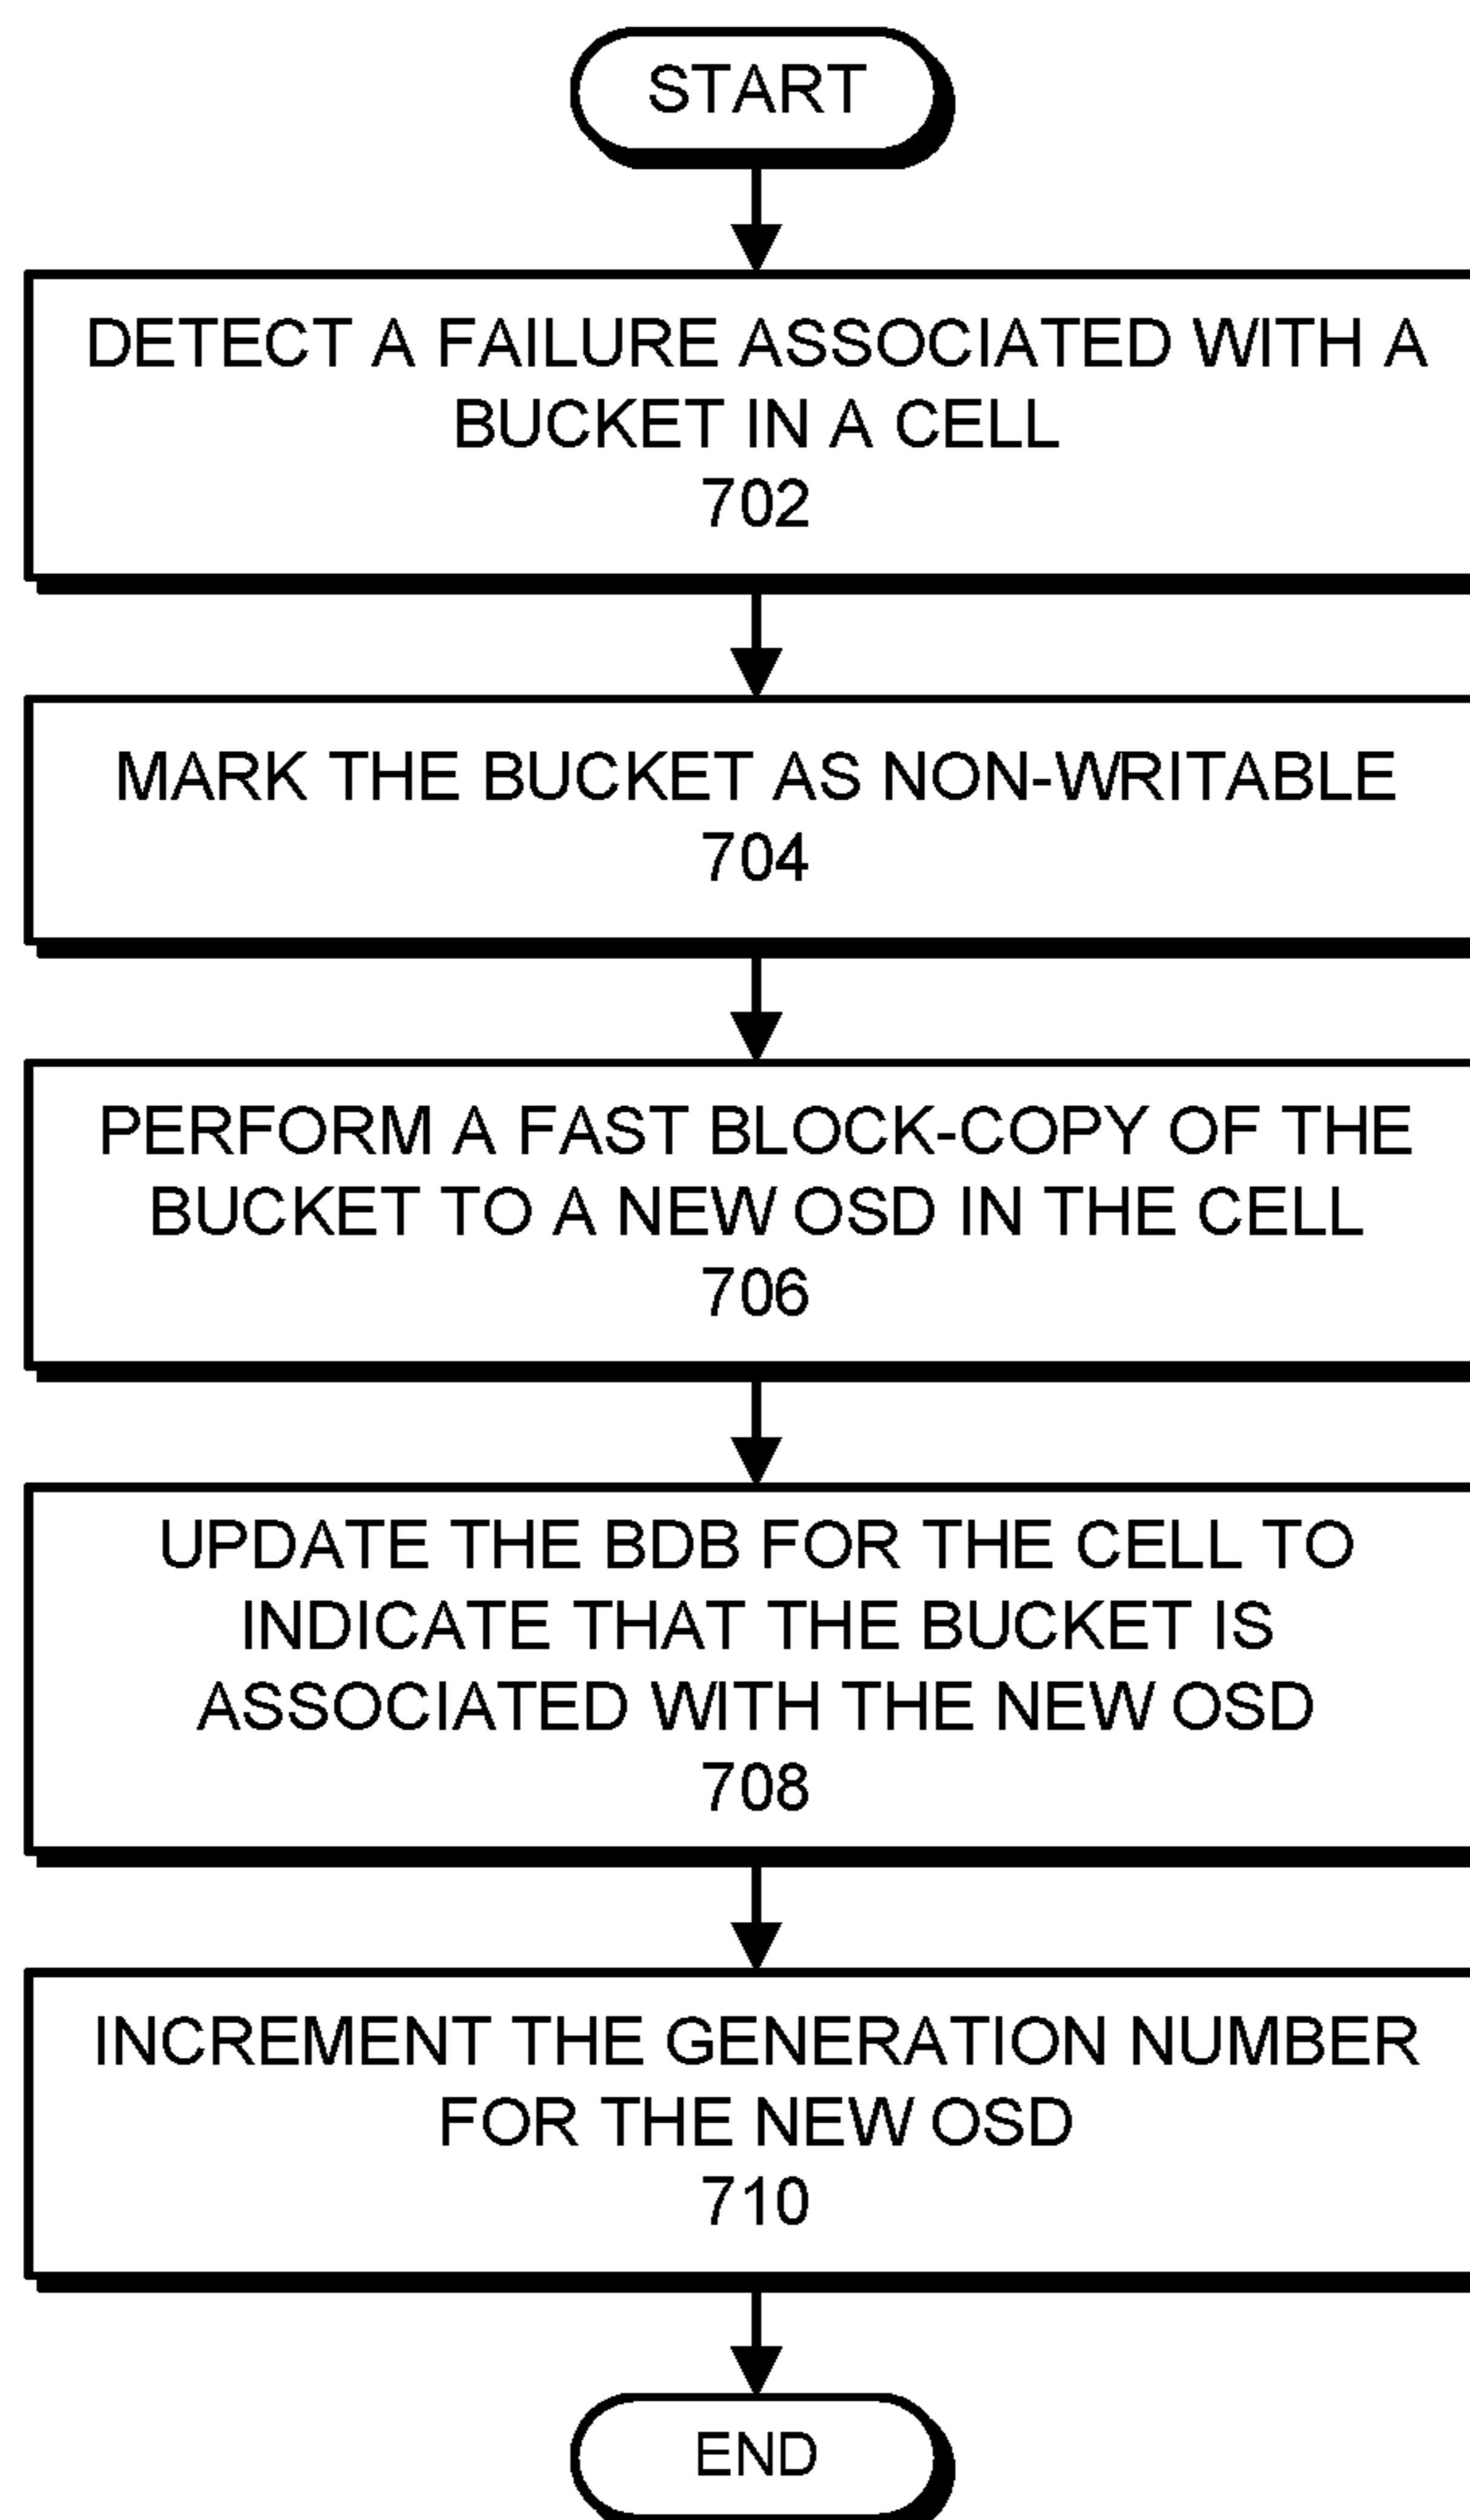 START
DETECT A FAILURE ASSOCIATED WITH A
BUCKET IN A CELL
702
MARK THE BUCKET AS NON-WRITABLE
704
PERFORM A FAST BLOCK-COPY OF THE
BUCKET TO A NEW OSD IN THE CELL
706
UPDATE THE BDB FOR THE CELL TO
INDICATE THAT THE BUCKET IS
ASSOCIATED WITH THE NEW OSD
708
INCREMENT THE GENERATION NUMBER
FOR THE NEW OSD
710
END